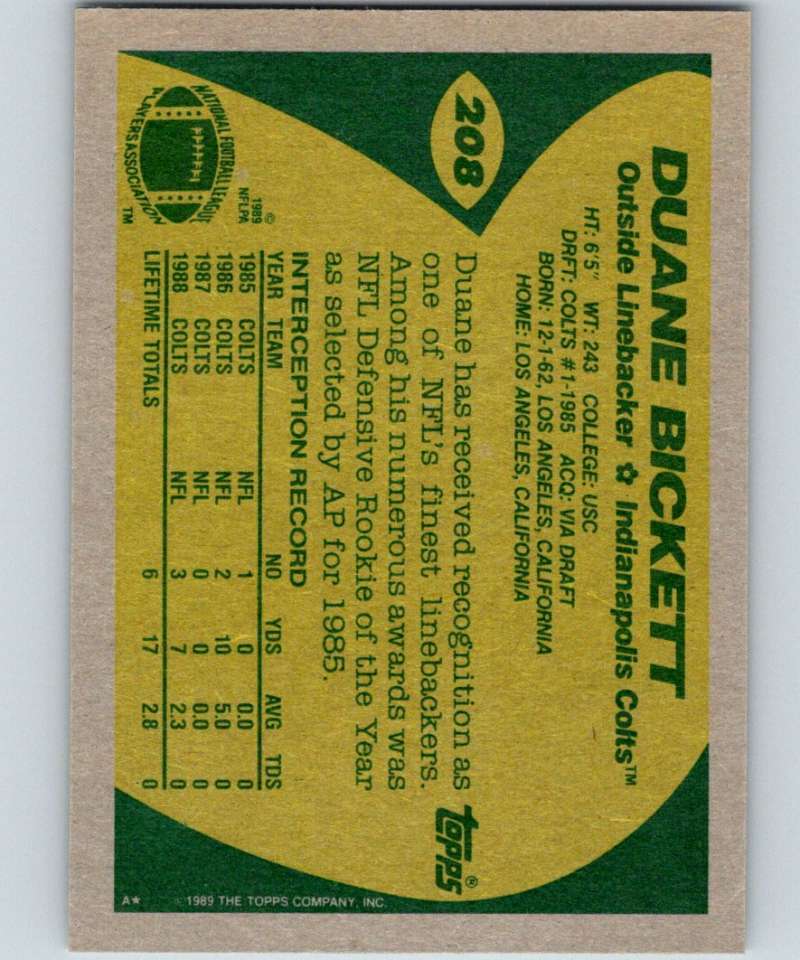 208
DUANE BICKETT
Outside Linebacker ✿ Indianapolis Colts™
HT: 6'5" WT: 243 COLLEGE: USC
DRFT: COLTS #1-1985 ACQ: VIA DRAFT
BORN: 12-1-62, LOS ANGELES, CALIFORNIA
HOME: LOS ANGELES, CALIFORNIA
Duane has received recognition as
one of NFL's finest linebackers.
Among his numerous awards was
NFL Defensive Rookie of the Year
as selected by AP for 1985.
INTERCEPTION RECORD
YEAR TEAM NO YDS AVG TDS
1985 COLTS NFL 1 0 0.0 0
1986 COLTS NFL 2 10 5.0 0
1987 COLTS NFL 0 0 0.0 0
1988 COLTS NFL 3 7 2.3 0
LIFETIME TOTALS 6 17 2.8 0
NATIONAL FOOTBALL LEAGUE
PLAYERS ASSOCIATION
TM
©
1989
NFLPA
topps®
A★ ©1989 THE TOPPS COMPANY, INC.